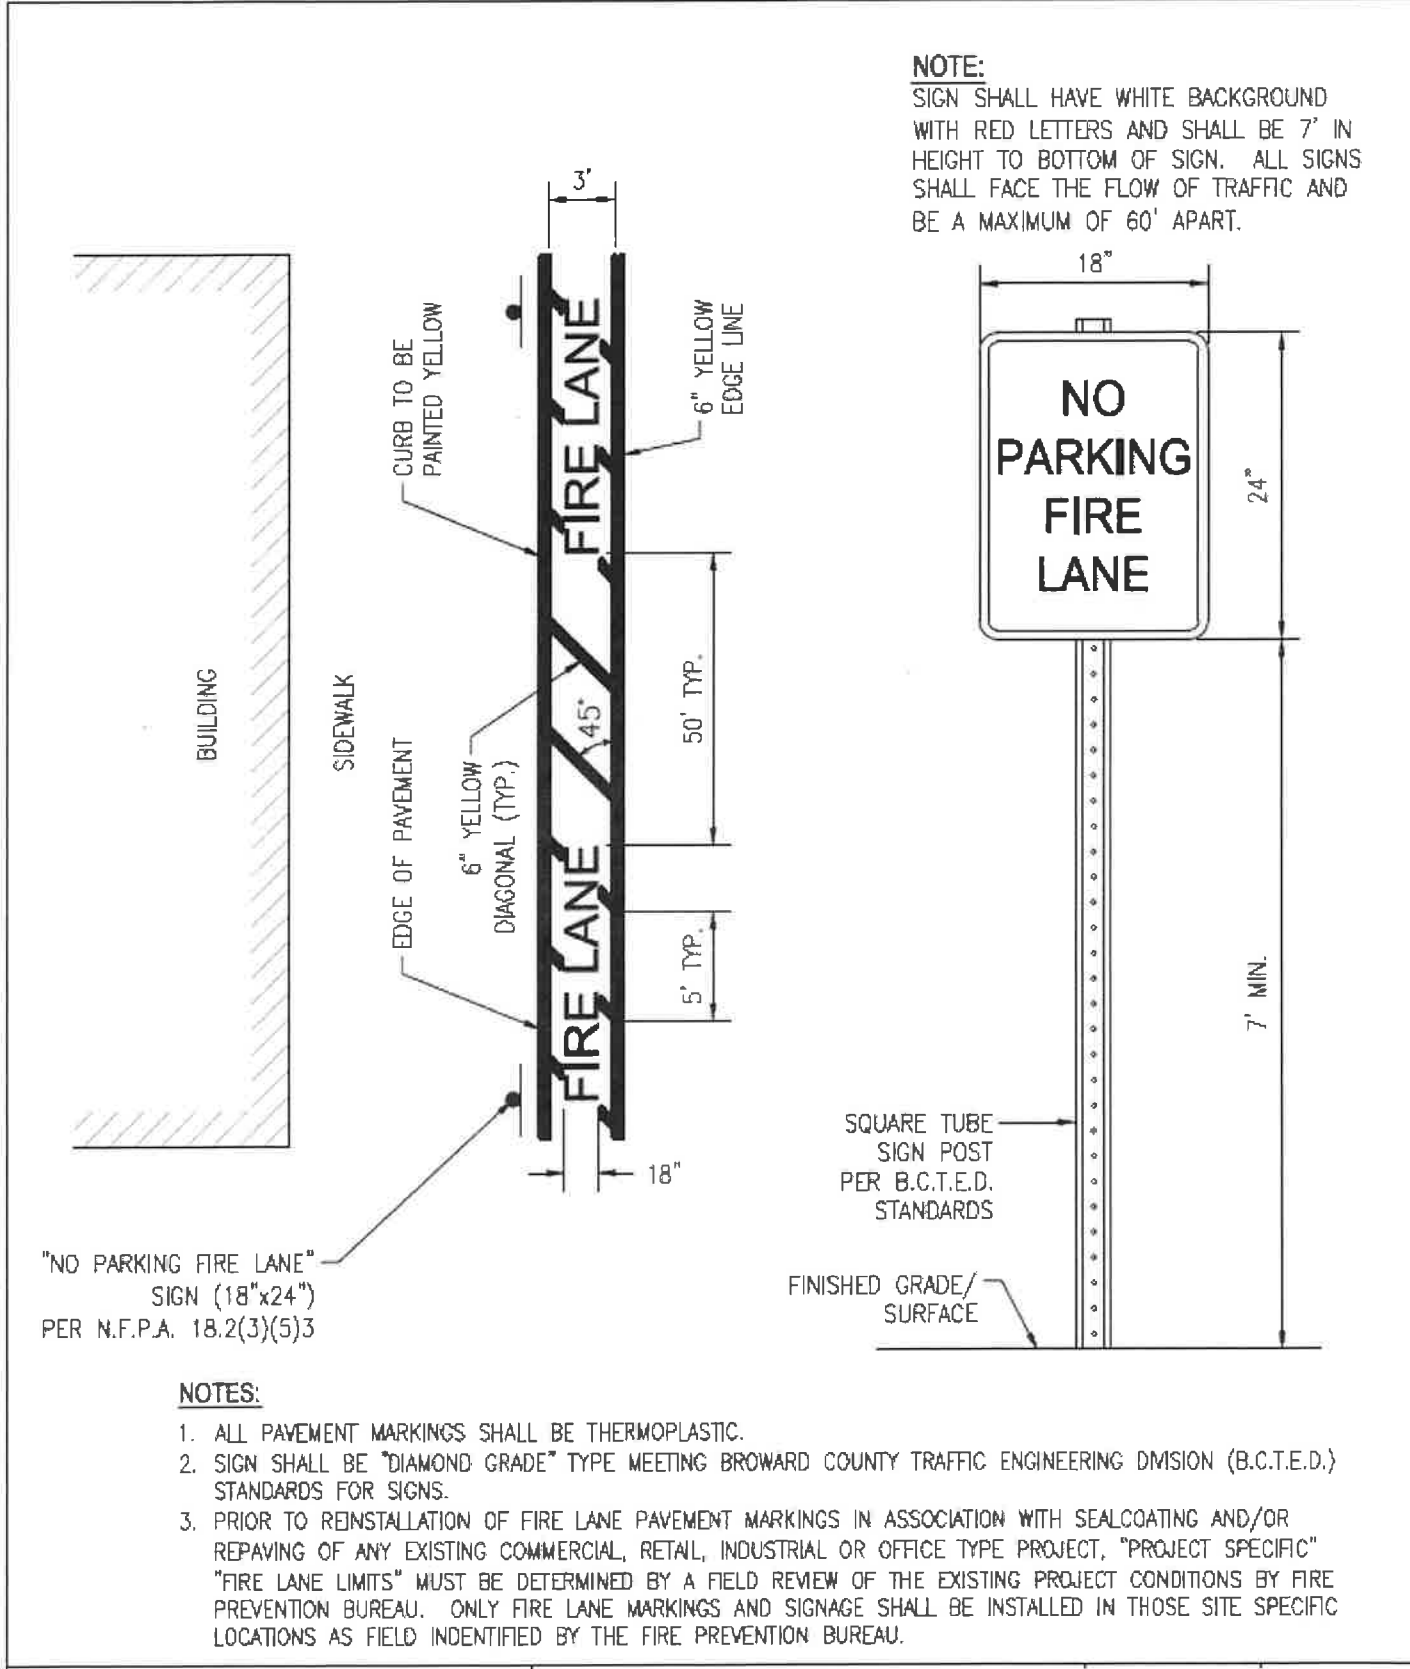 NOTE:
SIGN SHALL HAVE WHITE BACKGROUND
WITH RED LETTERS AND SHALL BE 7' IN
HEIGHT TO BOTTOM OF SIGN. ALL SIGNS
SHALL FACE THE FLOW OF TRAFFIC AND
BE A MAXIMUM OF 60' APART.
3'
18"
NO
PARKING
FIRE
LANE
24"
7' MIN.
BUILDING
SIDEWALK
CURB TO BE
PAINTED YELLOW
EDGE OF PAVEMENT
6" YELLOW
DIAGONAL (TYP.)
FIRE LANE
FIRE LANE
45°
6" YELLOW
EDGE LINE
50' TYP.
5' TYP.
18"
SQUARE TUBE
SIGN POST
PER B.C.T.E.D.
STANDARDS
FINISHED GRADE/
SURFACE
"NO PARKING FIRE LANE"
SIGN (18"x24")
PER N.F.P.A. 18.2(3)(5)3
NOTES:
1. ALL PAVEMENT MARKINGS SHALL BE THERMOPLASTIC.
2. SIGN SHALL BE "DIAMOND GRADE" TYPE MEETING BROWARD COUNTY TRAFFIC ENGINEERING DIVISION (B.C.T.E.D.)
STANDARDS FOR SIGNS.
3. PRIOR TO REINSTALLATION OF FIRE LANE PAVEMENT MARKINGS IN ASSOCIATION WITH SEALCOATING AND/OR
REPAVING OF ANY EXISTING COMMERCIAL, RETAIL, INDUSTRIAL OR OFFICE TYPE PROJECT, "PROJECT SPECIFIC"
"FIRE LANE LIMITS" MUST BE DETERMINED BY A FIELD REVIEW OF THE EXISTING PROJECT CONDITIONS BY FIRE
PREVENTION BUREAU. ONLY FIRE LANE MARKINGS AND SIGNAGE SHALL BE INSTALLED IN THOSE SITE SPECIFIC
LOCATIONS AS FIELD INDENTIFIED BY THE FIRE PREVENTION BUREAU.